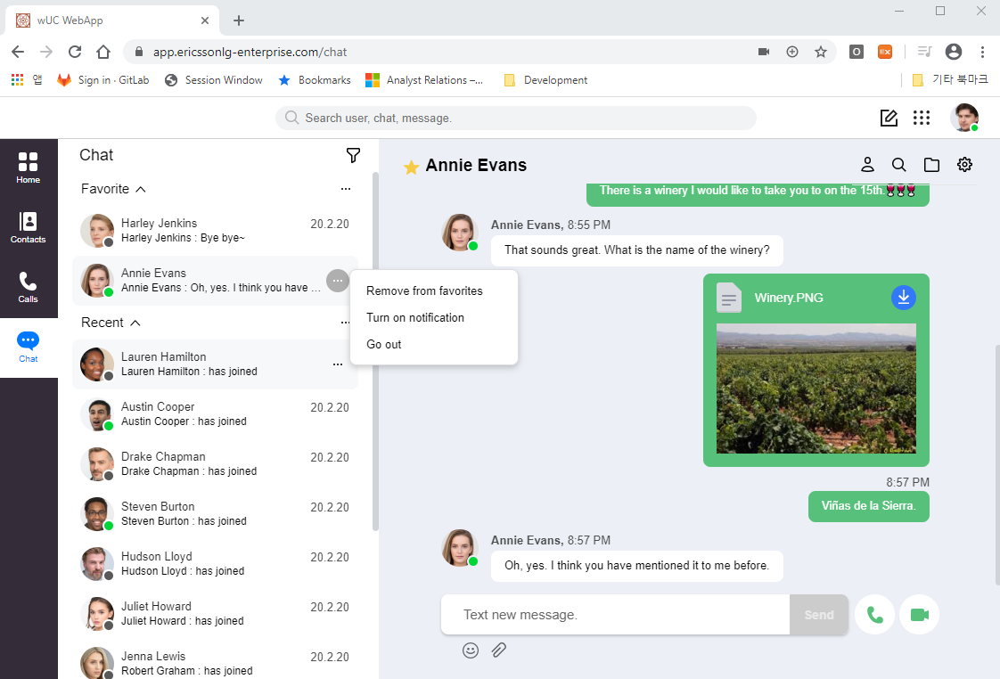 wUC WebApp
app.ericssonlg-enterprise.com/chat
앱
Sign in · GitLab
Session Window
Bookmarks
Analyst Relations –...
Development
기타 북마크
Search user, chat, message.
Home
Contacts
Calls
Chat
Chat
Favorite
Harley Jenkins
20.2.20
Harley Jenkins : Bye bye~
Annie Evans
Annie Evans : Oh, yes. I think you have ...
Remove from favorites
Turn on notification
Go out
Recent
Lauren Hamilton
Lauren Hamilton : has joined
Austin Cooper
20.2.20
Austin Cooper : has joined
Drake Chapman
20.2.20
Drake Chapman : has joined
Steven Burton
20.2.20
Steven Burton : has joined
Hudson Lloyd
20.2.20
Hudson Lloyd : has joined
Juliet Howard
20.2.20
Juliet Howard : has joined
Jenna Lewis
20.2.20
Robert Graham : has joined
Annie Evans
There is a winery I would like to take you to on the 15th.🍷🍷🍷
Annie Evans, 8:55 PM
That sounds great. What is the name of the winery?
Winery.PNG
8:57 PM
Viñas de la Sierra.
Annie Evans, 8:57 PM
Oh, yes. I think you have mentioned it to me before.
Text new message.
Send